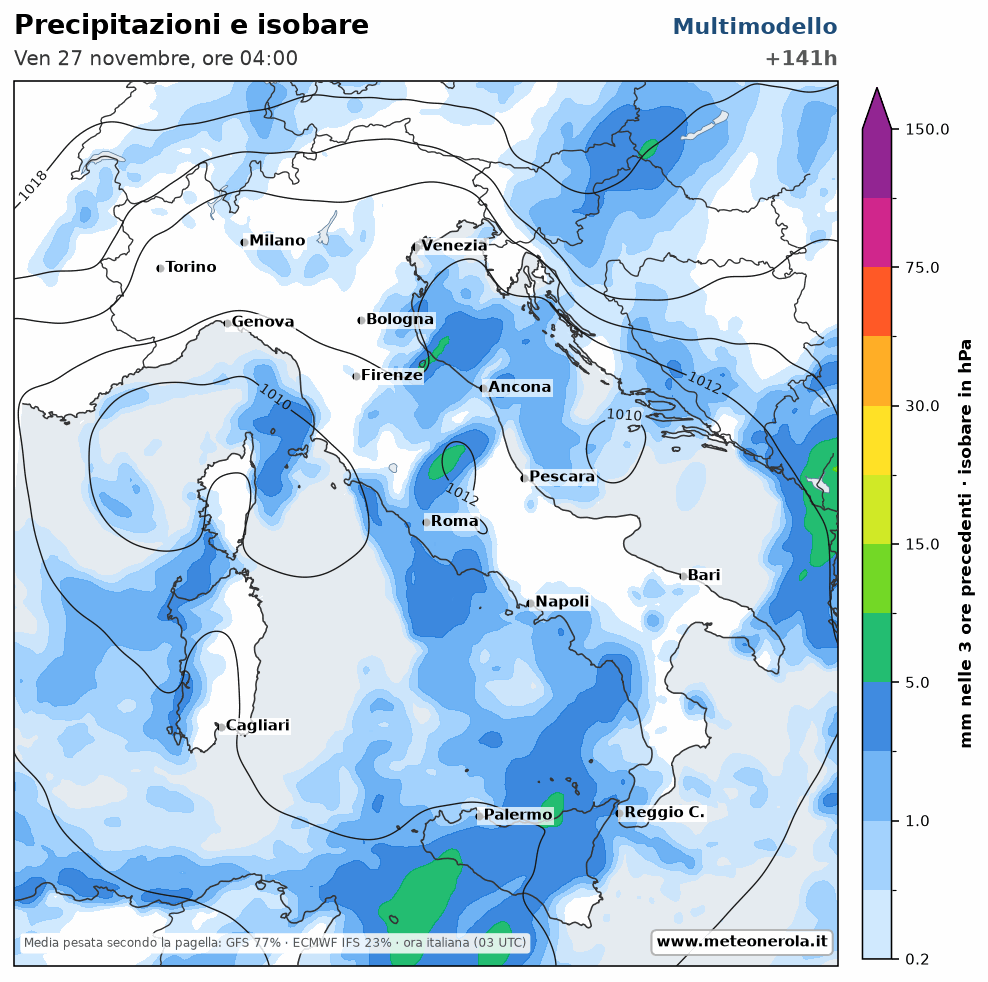 Precipitazioni e isobare
Multimodello
Ven 27 novembre, ore 04:00
+141h
1018
Milano
Venezia
Torino
Genova
Bologna
Firenze
1012
Ancona
1010
1010
Pescara
1012
Roma
Bari
Napoli
Cagliari
Palermo
Reggio C.
Media pesata secondo la pagella: GFS 77% · ECMWF IFS 23% · ora italiana (03 UTC)
www.meteonerola.it
150.0
75.0
30.0
15.0
5.0
1.0
0.2
mm nelle 3 ore precedenti · isobare in hPa